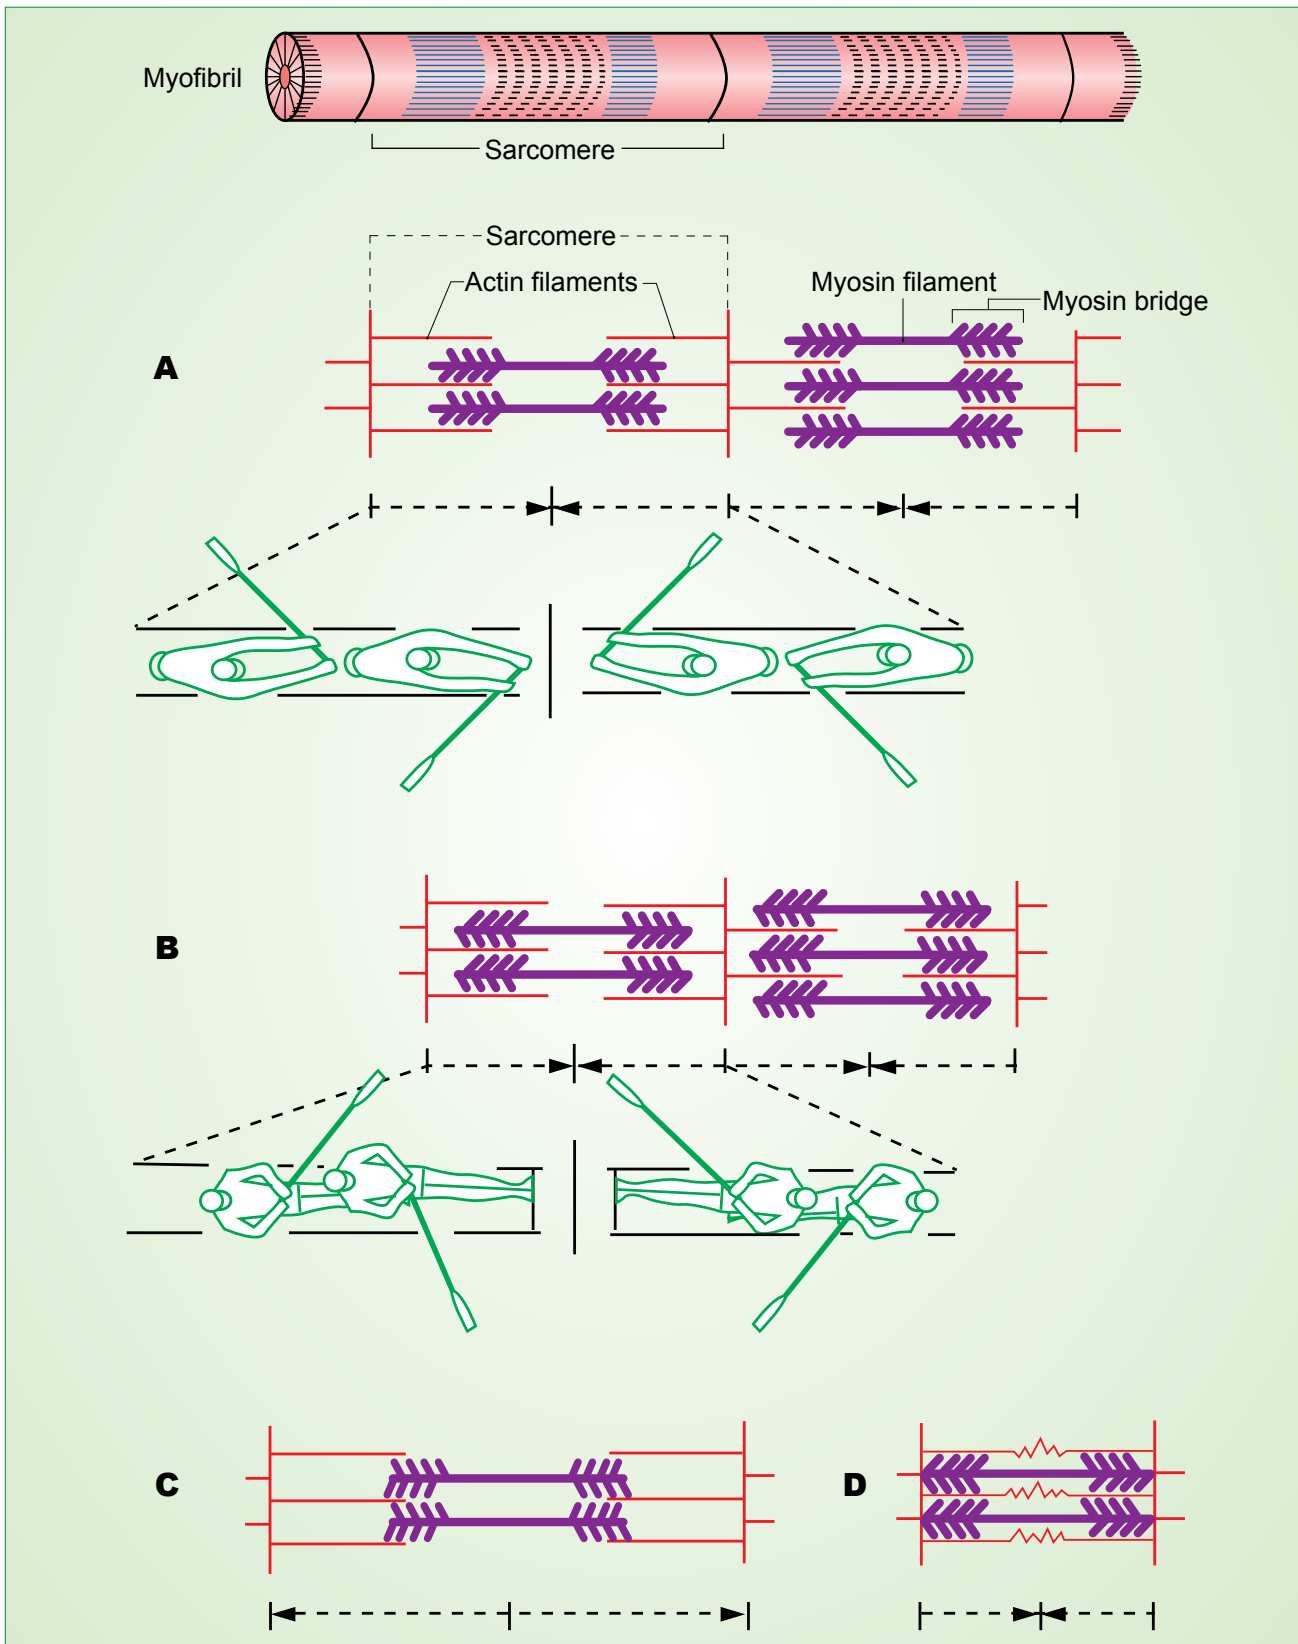 Myofibril
Sarcomere
Sarcomere
Actin filaments
Myosin filament
Myosin bridge
A
B
C
D